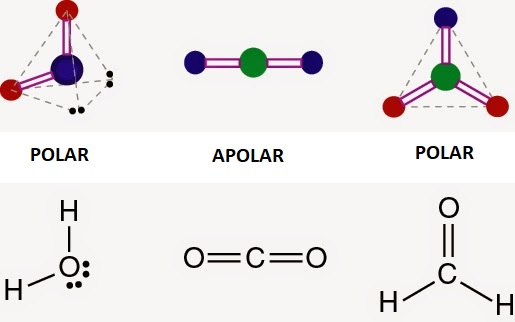 POLAR APOLAR POLAR
H O
O O=C=O C
H H H